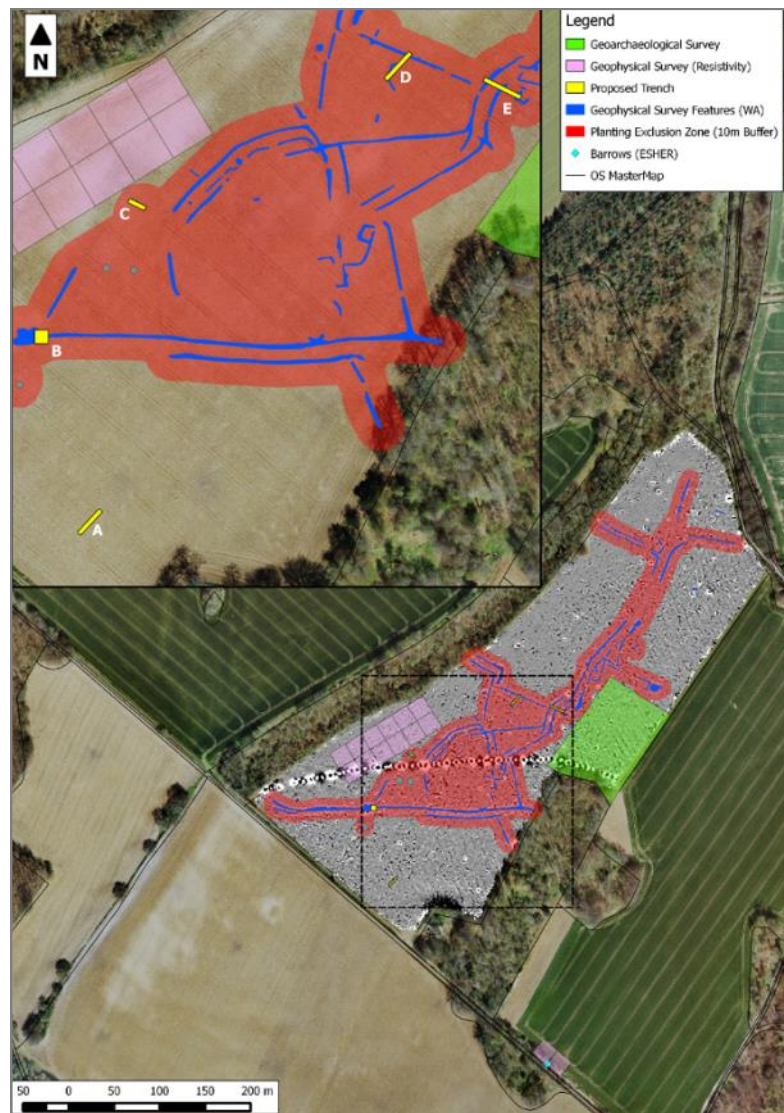 N
A
B
C
D
E
Legend
Geoarchaeological Survey
Geophysical Survey (Resistivity)
Proposed Trench
Geophysical Survey Features (WA)
Planting Exclusion Zone (10m Buffer)
Barrows (ESHER)
OS MasterMap
50 0 50 100 150 200 m